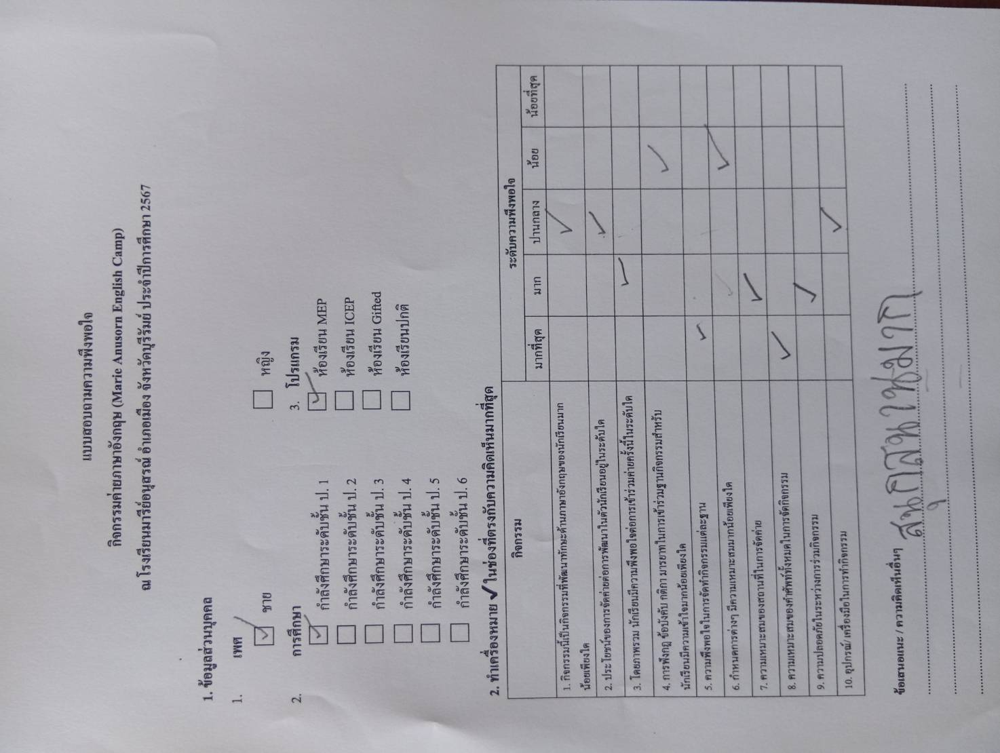 แบบสอบถามความพึงพอใจ
กิจกรรมค่ายภาษาอังกฤษ (Marie Anusorn English Camp)
ณ โรงเรียนมารีย์อนุสรณ์ อำเภอเมือง จังหวัดบุรีรัมย์ ประจำปีการศึกษา 2567
1. ข้อมูลส่วนบุคคล
1. เพศ
✓ ชาย ☐ หญิง
2. การศึกษา 3. โปรแกรม
✓ กำลังศึกษาระดับชั้น ป. 1 ✓ ห้องเรียน MEP
☐ กำลังศึกษาระดับชั้น ป. 2 ☐ ห้องเรียน ICEP
☐ กำลังศึกษาระดับชั้น ป. 3 ☐ ห้องเรียน Gifted
☐ กำลังศึกษาระดับชั้น ป. 4 ☐ ห้องเรียนปกติ
☐ กำลังศึกษาระดับชั้น ป. 5
☐ กำลังศึกษาระดับชั้น ป. 6
2. ทำเครื่องหมาย ✓ ในช่องที่ตรงกับความคิดเห็นมากที่สุด
กิจกรรม ระดับความพึงพอใจ
มากที่สุด มาก ปานกลาง น้อย น้อยที่สุด
1. กิจกรรมนี้เป็นกิจกรรมที่พัฒนาทักษะด้านภาษาอังกฤษของนักเรียนมาก ✓
น้อยเพียงใด
2. ประโยชน์ของการจัดค่ายต่อการพัฒนาในตัวนักเรียนอยู่ในระดับใด ✓
3. โดยภาพรวม นักเรียนมีความพึงพอใจต่อการเข้าร่วมค่ายครั้งนี้ในระดับใด ✓
4. การฟังกฎ ข้อบังคับ กติกา มารยาทในการเข้าร่วมฐานกิจกรรมสำหรับ ✓
นักเรียนมีความเข้าใจมากน้อยเพียงใด
5. ความพึงพอใจในการจัดทำกิจกรรมแต่ละฐาน ✓
6. กำหนดการต่างๆ มีความเหมาะสมมากน้อยเพียงใด ✓
7. ความเหมาะสมของสถานที่ในการจัดค่าย ✓
8. ความเหมาะสมของคำศัพท์ทั้งหมดในการจัดกิจกรรม ✓
9. ความปลอดภัยในระหว่างการร่วมกิจกรรม ✓
10. อุปกรณ์/ เครื่องมือในการทำกิจกรรม ✓
ข้อเสนอแนะ / ความคิดเห็นอื่นๆ